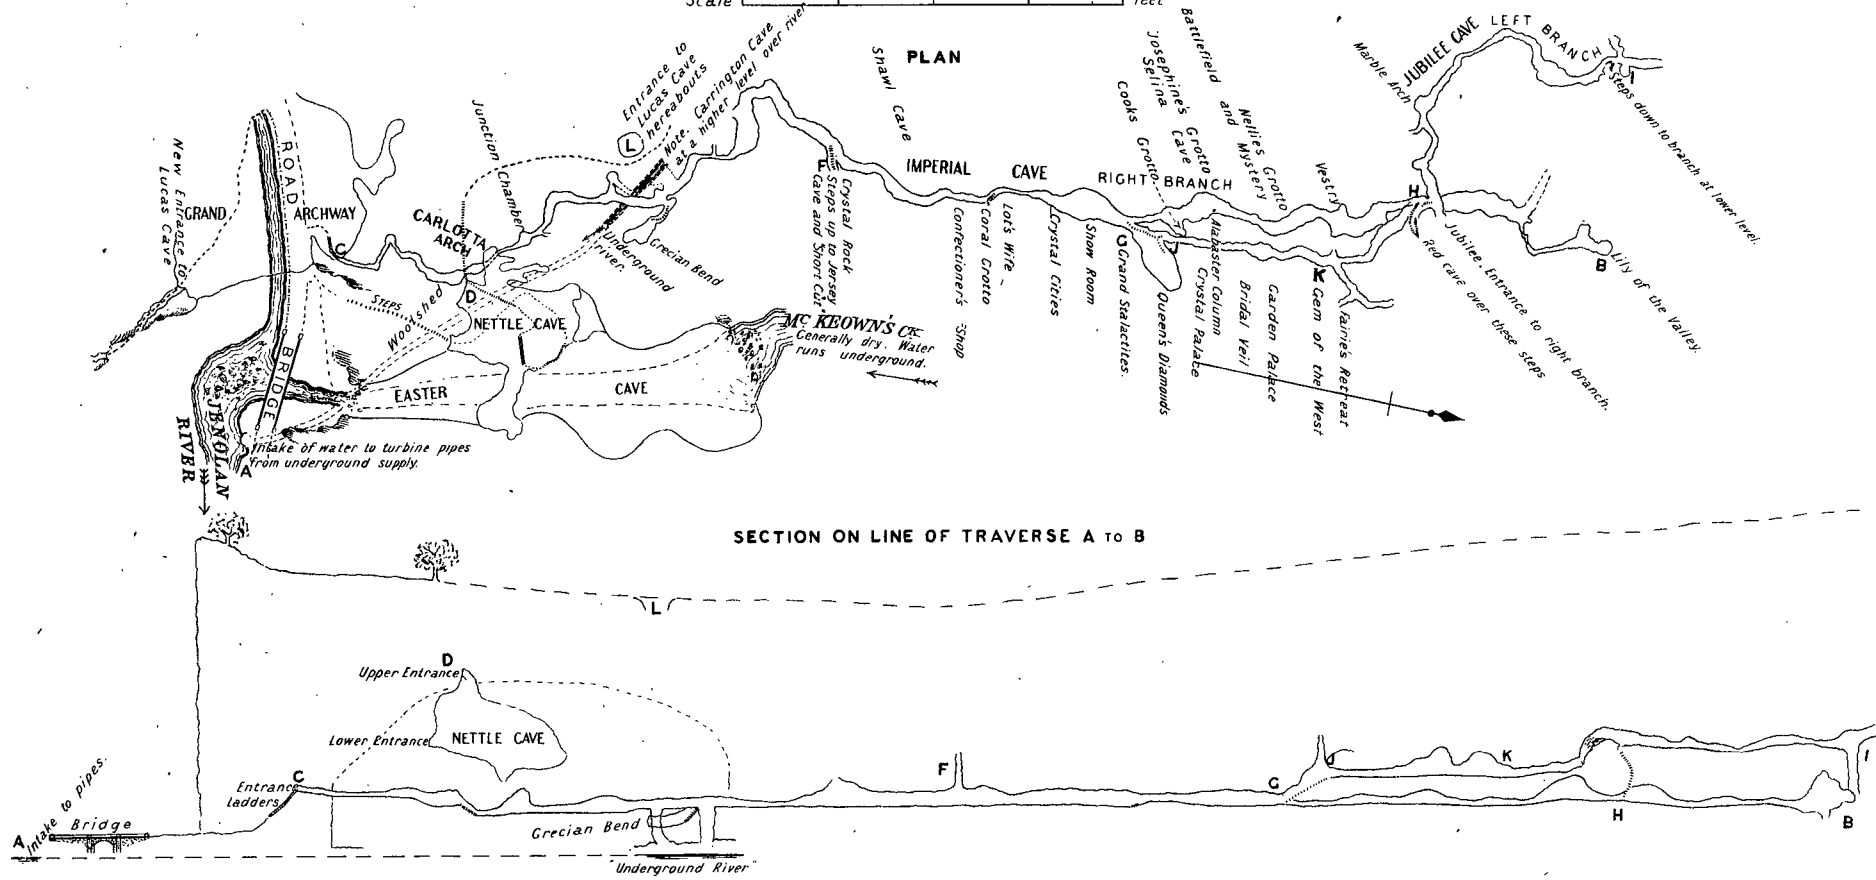 Scale
feet
PLAN
New Entrance to
Lucas Cave
GRAND
ARCHWAY
ROAD
BRIDGE
C
CARLOTTA
ARCH
Junction Chamber
Entrance to
Lucas Cave
hereabouts
L
Note. Carrington Cave
at a higher level over river
STEPS
Woolshed
D
NETTLE CAVE
Underground
river.
Grecian Bend
EASTER
CAVE
McKEOWN'S CK.
Generally dry. Water
runs underground.
JENOLAN
RIVER
A
Intake of water to turbine pipes
from underground supply.
Shawl Cave
F
Crystal Rock
Steps up to Jersey
Cave and Short Cut.
IMPERIAL
CAVE
RIGHT BRANCH
Confectioner's Shop
Coral Grotto
Lot's Wife
Crystal Cities
Show Room
G
Grand Stalactites.
Cooks Grotto
Selina Cave
Josephine's Grotto
Battlefield and Mystery
Nellie's Grotto
Vestry
Queen's Diamonds
Crystal Palace
Alabaster Column
Bridal Veil
Garden Palace
K
Gem of the West
Fairie's Retreat
H
Marble Arch
JUBILEE CAVE LEFT BRANCH
I
Steps down to branch at lower level.
B
Lily of the Valley.
Jubilee. Entrance to right branch.
Red cave over these steps
SECTION ON LINE OF TRAVERSE A TO B
L
D
Upper Entrance
Lower Entrance
NETTLE CAVE
C
Entrance
ladders
A
Intake to pipes.
Bridge
Grecian Bend
"Underground River"
F
G
J
K
H
I
B